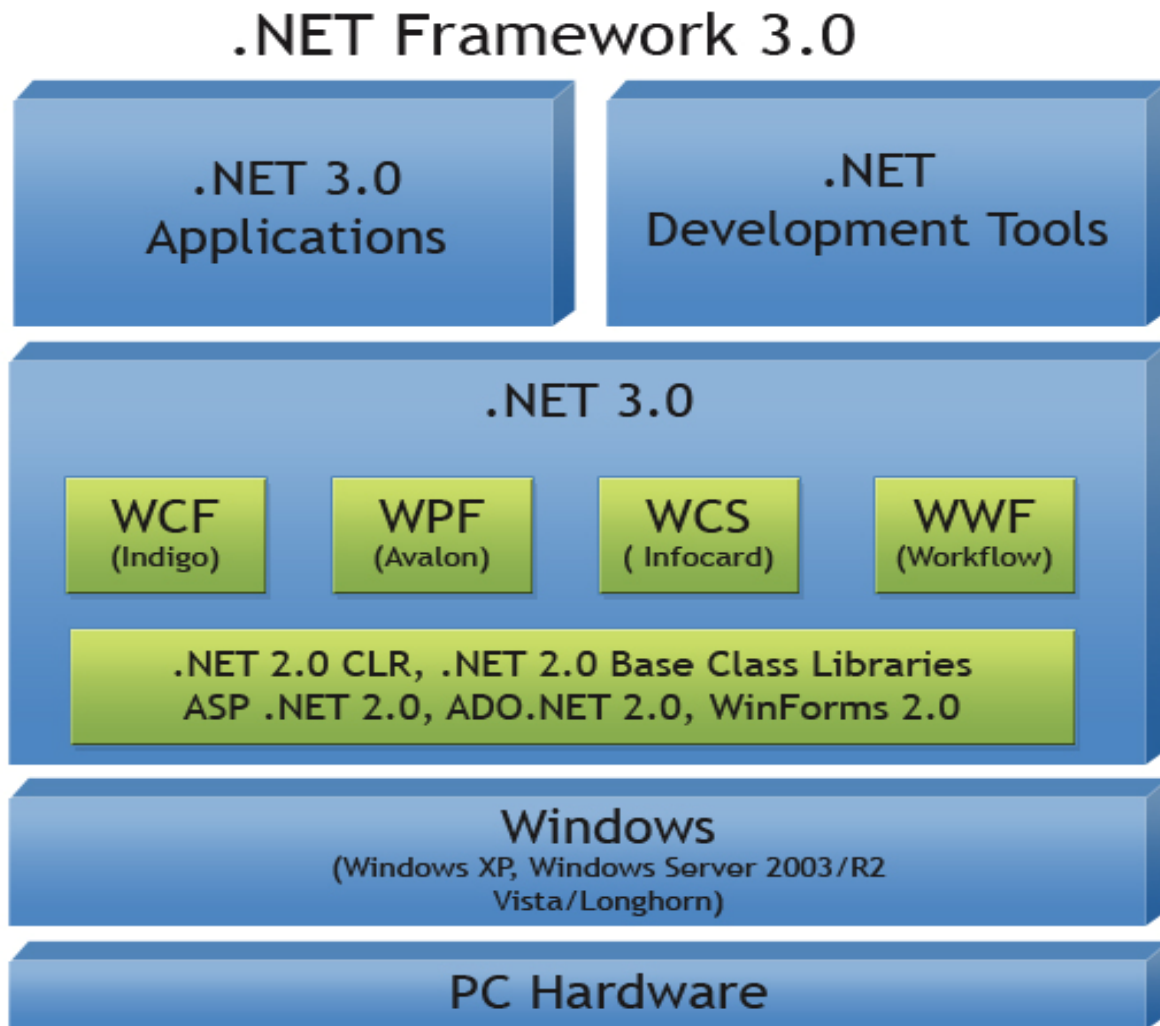 .NET Framework 3.0
.NET 3.0
Applications
.NET
Development Tools
.NET 3.0
WCF
(Indigo)
WPF
(Avalon)
WCS
( Infocard)
WWF
(Workflow)
.NET 2.0 CLR, .NET 2.0 Base Class Libraries
ASP .NET 2.0, ADO.NET 2.0, WinForms 2.0
Windows
(Windows XP, Windows Server 2003/R2
Vista/Longhorn)
PC Hardware